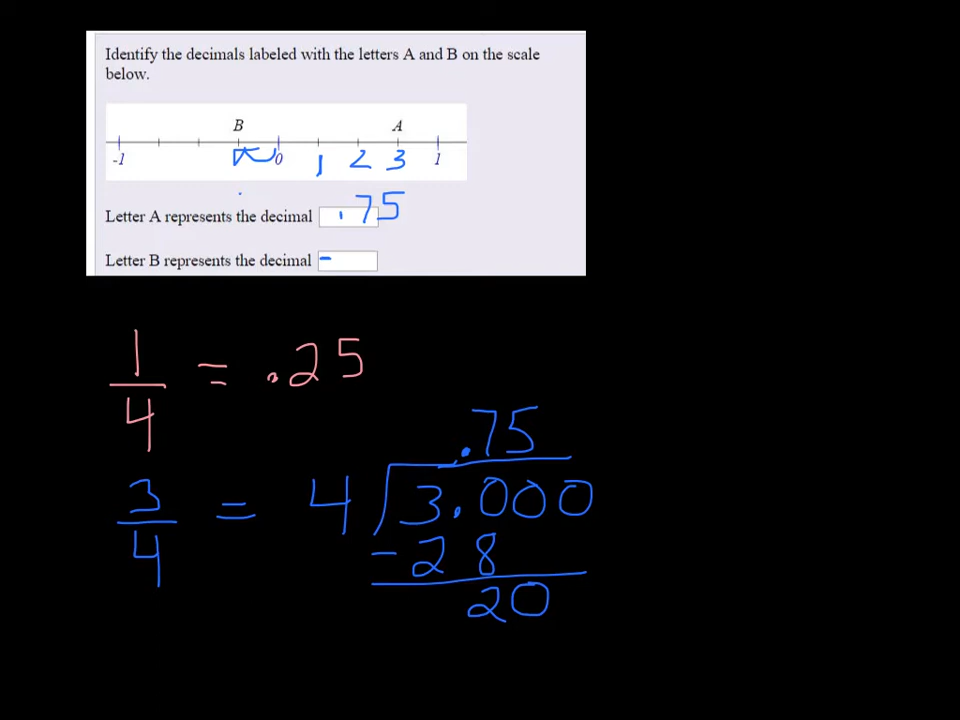 Identify the decimals labeled with the letters A and B on the scale
below.
B A
-1 0 1 2 3 1
Letter A represents the decimal .75
Letter B represents the decimal -
1/4 = .25
.75
3/4 = 4 3.000
- 28
20